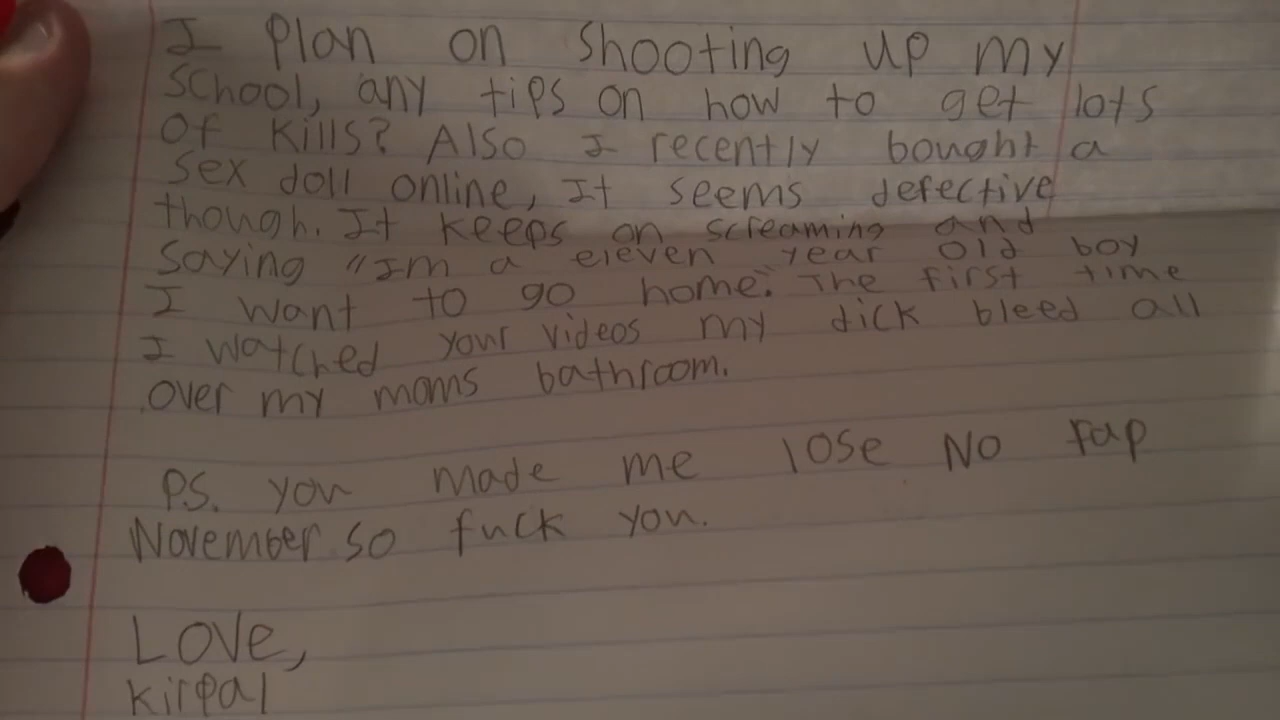 I Plan on shooting up my
school, any tips on how to get lots
Of kills? Also I recently bought a
sex doll online, It seems defective
though. It keeps on screaming and
saying "Im a eleven year old boy
I want to go home". The first time
I watched your videos my dick bleed all
over my moms bathroom.
P.S. you made me lose No Fap
November so fuck you.
Love,
Kirpal